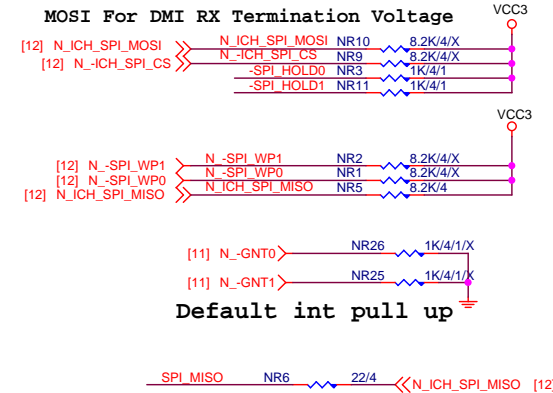 MOSI For DMI RX Termination Voltage
VCC3
[12] N_ICH_SPI_MOSI N_ICH_SPI_MOSI NR10 8.2K/4/X
[12] N_-ICH_SPI_CS N_-ICH_SPI_CS NR9 8.2K/4/X
-SPI_HOLD0 NR3 1K/4/1
-SPI_HOLD1 NR11 1K/4/1
VCC3
[12] N_-SPI_WP1 N_-SPI_WP1 NR2 8.2K/4/X
[12] N_-SPI_WP0 N_-SPI_WP0 NR1 8.2K/4/X
[12] N_ICH_SPI_MISO N_ICH_SPI_MISO NR5 8.2K/4
[11] N_-GNT0 NR26 1K/4/1/X
[11] N_-GNT1 NR25 1K/4/1/X
Default int pull up
SPI_MISO NR6 22/4 N_ICH_SPI_MISO [12]